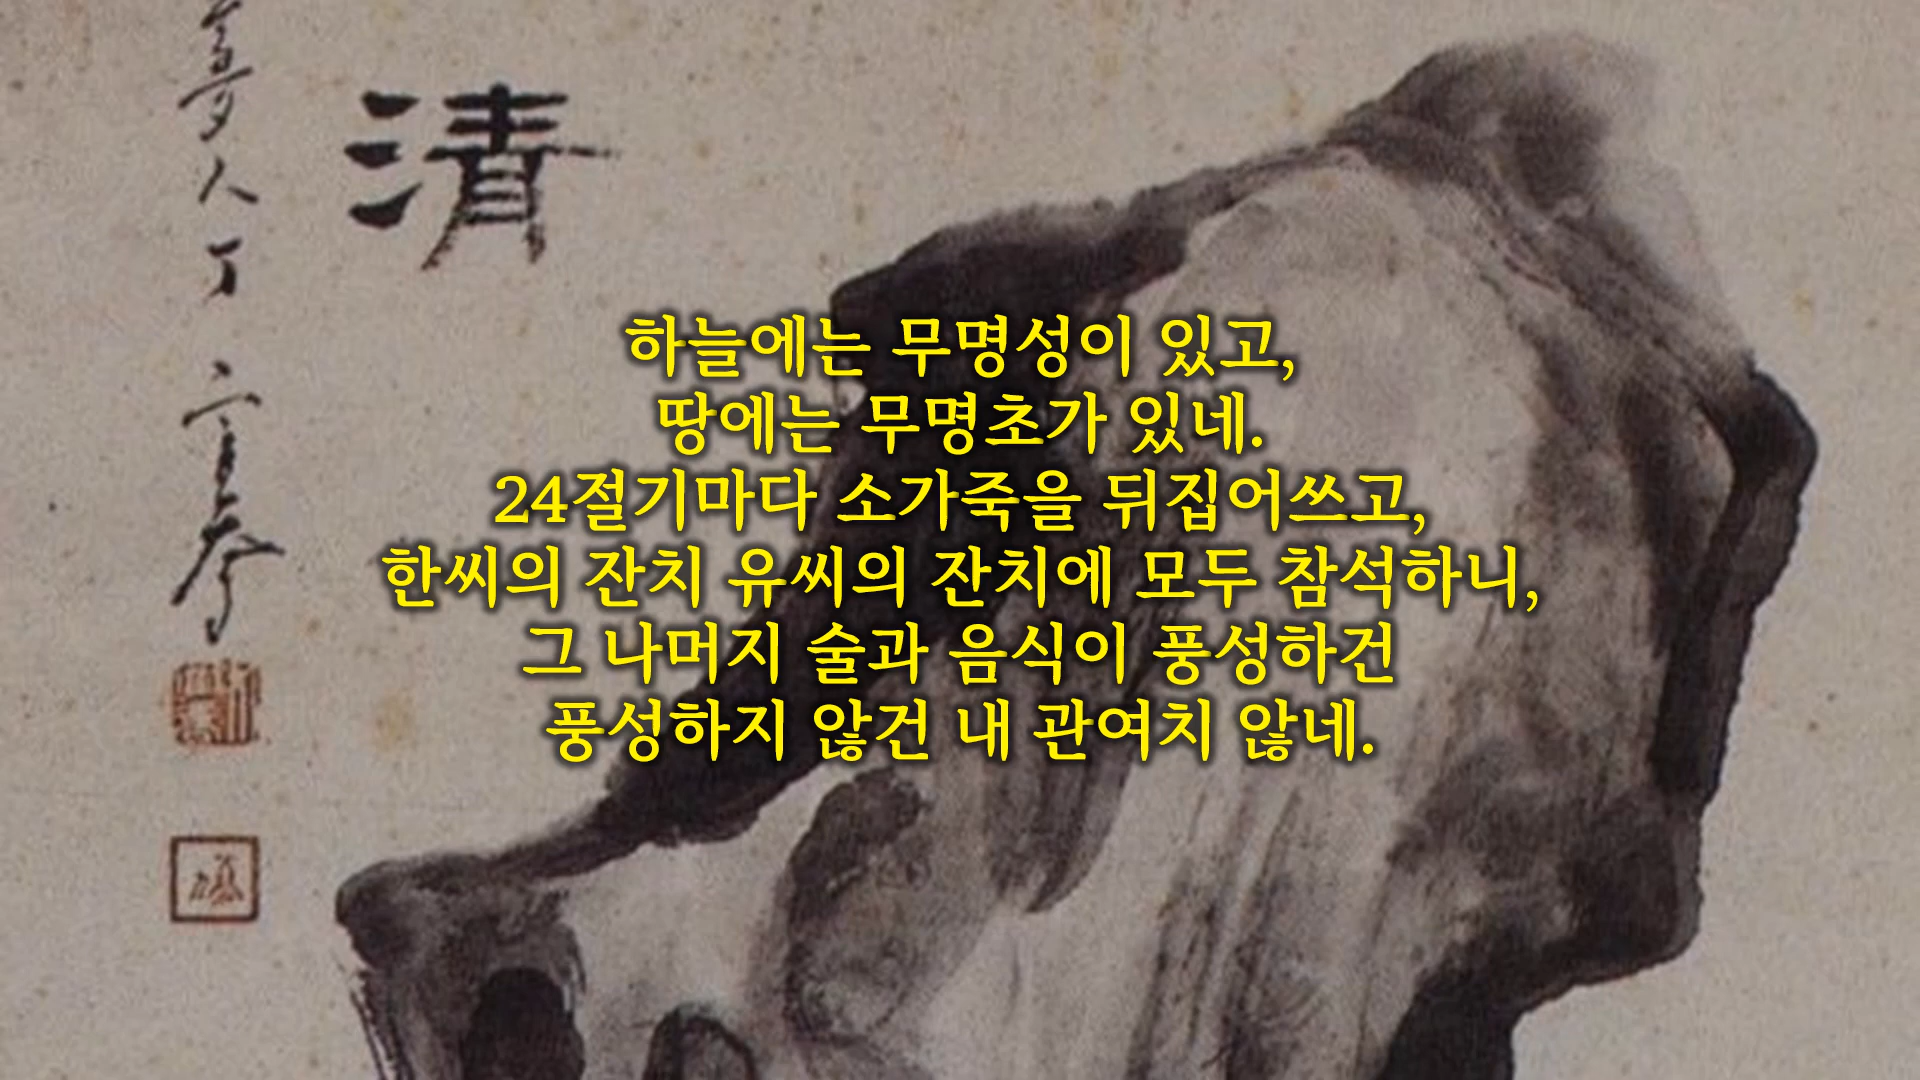 清
人
丁
하늘에는 무명성이 있고,
땅에는 무명초가 있네.
24절기마다 소가죽을 뒤집어쓰고,
한씨의 잔치 유씨의 잔치에 모두 참석하니,
그 나머지 술과 음식이 풍성하건
풍성하지 않건 내 관여치 않네.